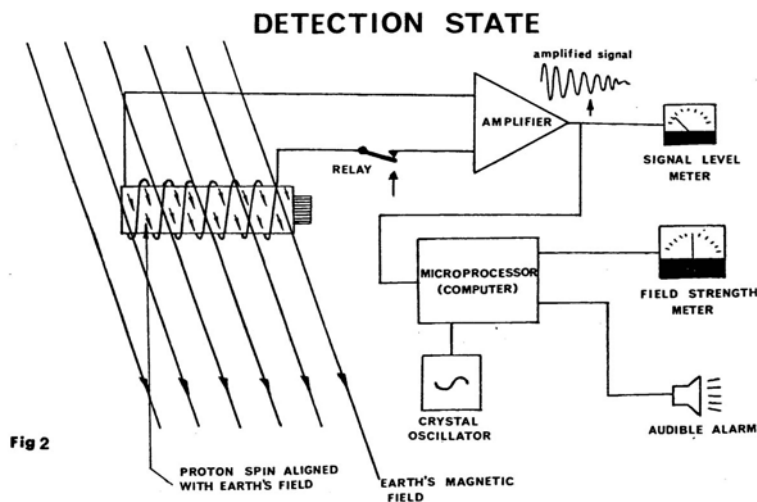 DETECTION STATE
amplified signal
AMPLIFIER
RELAY
SIGNAL LEVEL
METER
MICROPROCESSOR
(COMPUTER)
FIELD STRENGTH
METER
CRYSTAL
OSCILLATOR
AUDIBLE ALARM
Fig 2
PROTON SPIN ALIGNED
WITH EARTH'S FIELD
EARTH'S MAGNETIC
FIELD